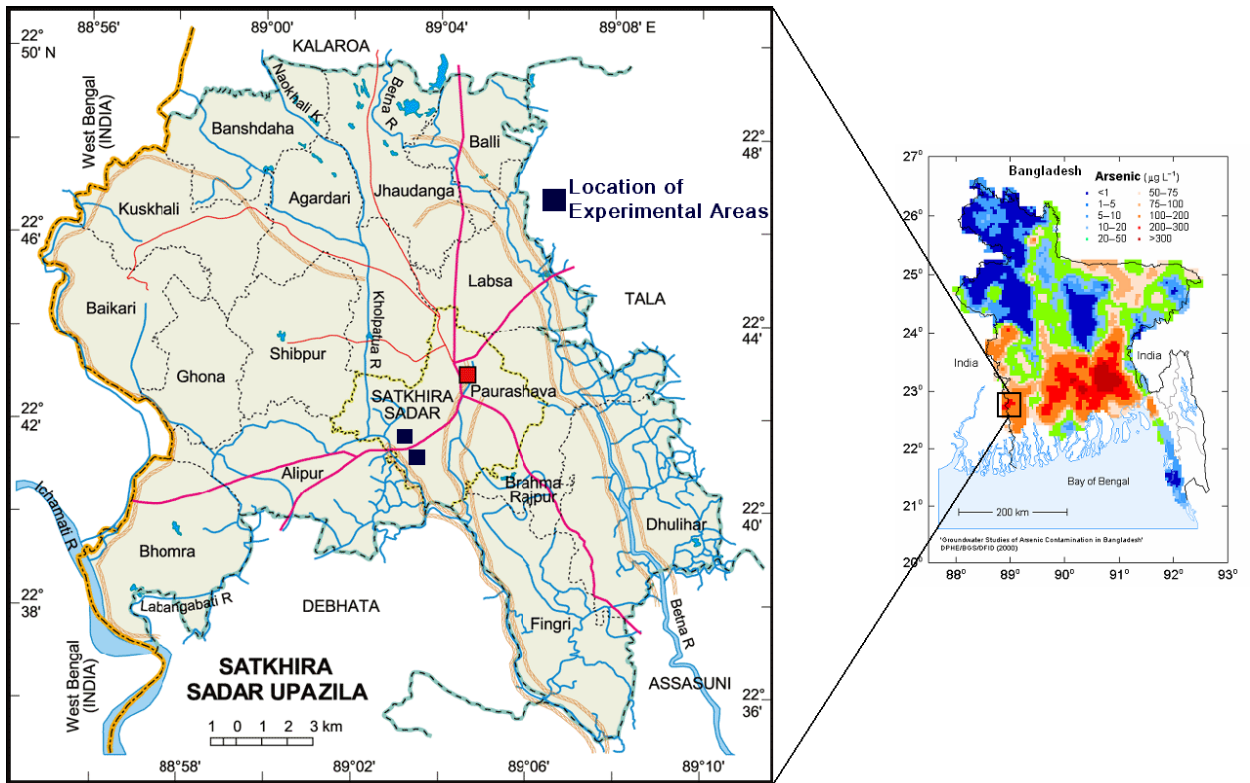 88°56'
89°00'
89°04'
89°08' E
22°
50' N
KALAROA
TALA
West Bengal
(INDIA)
Naokhali K
Betna R
Banshdaha
Balli
22°
48'
Agardari
Jhaudanga
Location of
Experimental Areas
Kuskhali
22°
46'
Labsa
Baikari
Kholpatua R
TALA
22°
44'
Shibpur
Ghona
Paurashava
SATKHIRA
SADAR
22°
42'
Alipur
Brahma
Rajpur
Ichamati R
22°
40'
Dhulihar
Bhomra
22°
38'
Labangabati R
DEBHATA
Fingri
Betna R
West Bengal
(INDIA)
SATKHIRA
SADAR UPAZILA
ASSASUNI
22°
36'
1 0 1 2 3 km
88°58'
89°02'
89°06'
89°10'
27°
Bangladesh
Arsenic (µg L⁻¹)
<1
1–5
5–10
10–20
20–50
50–75
75–100
100–200
200–300
>300
26°
25°
24°
India
India
23°
22°
Bay of Bengal
21°
200 km
'Groundwater Studies of Arsenic Contamination in Bangladesh'
DPHE/BGS/DFID (2000)
20°
88°
89°
90°
91°
92°
93°